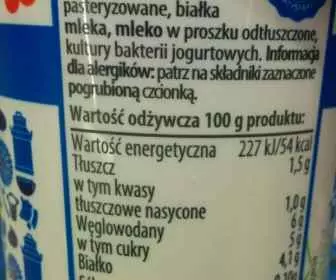 pasteryzowane, białka
mleka, mleko w proszku odtłuszczone,
kultury bakterii jogurtowych. Informacja
dla alergików: patrz na składniki zaznaczone
pogrubioną czcionką.
Wartość odżywcza 100 g produktu:
Wartość energetyczna 227 kJ/54 kcal
Tłuszcz 1,5g
w tym kwasy
tłuszczowe nasycone 1,0g
Węglowodany 6g
w tym cukry 5g
Białko 4,1g